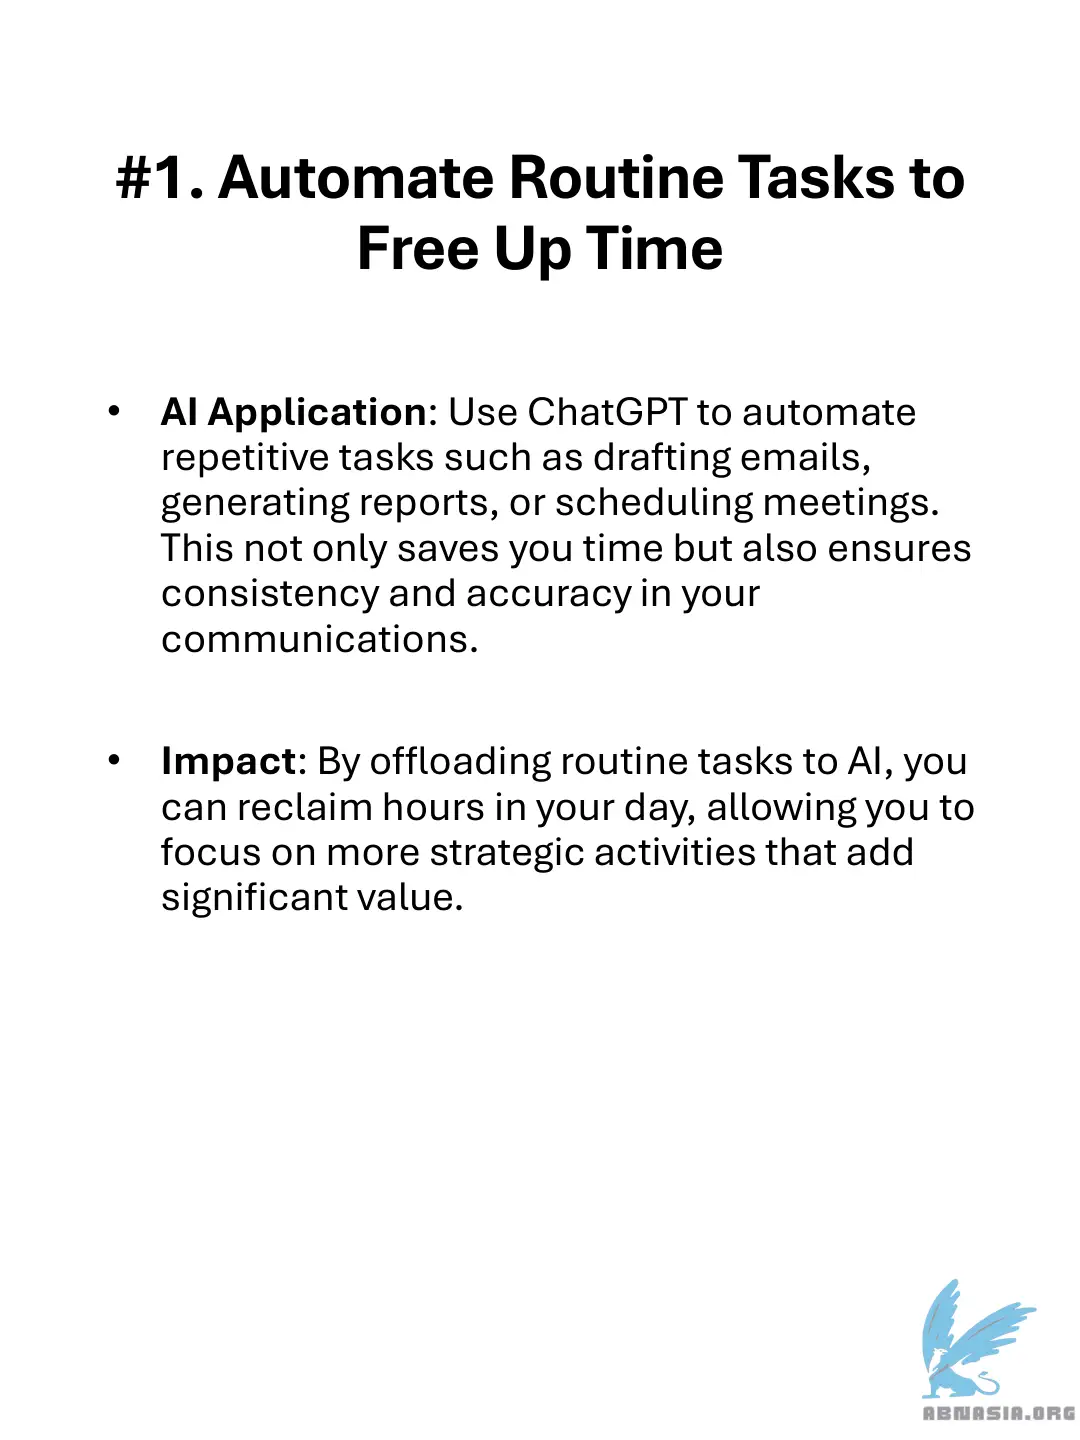 #1. Automate Routine Tasks to
Free Up Time
• AI Application: Use ChatGPT to automate
repetitive tasks such as drafting emails,
generating reports, or scheduling meetings.
This not only saves you time but also ensures
consistency and accuracy in your
communications.
• Impact: By offloading routine tasks to AI, you
can reclaim hours in your day, allowing you to
focus on more strategic activities that add
significant value.
ABNASIA.ORG